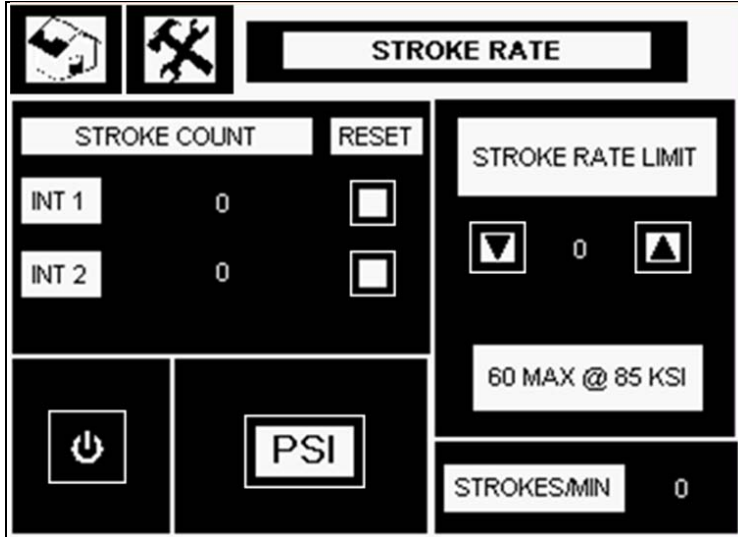 STROKE RATE
STROKE COUNT RESET
INT 1 0
INT 2 0
STROKE RATE LIMIT
0
60 MAX @ 85 KSI
PSI
STROKES/MIN 0